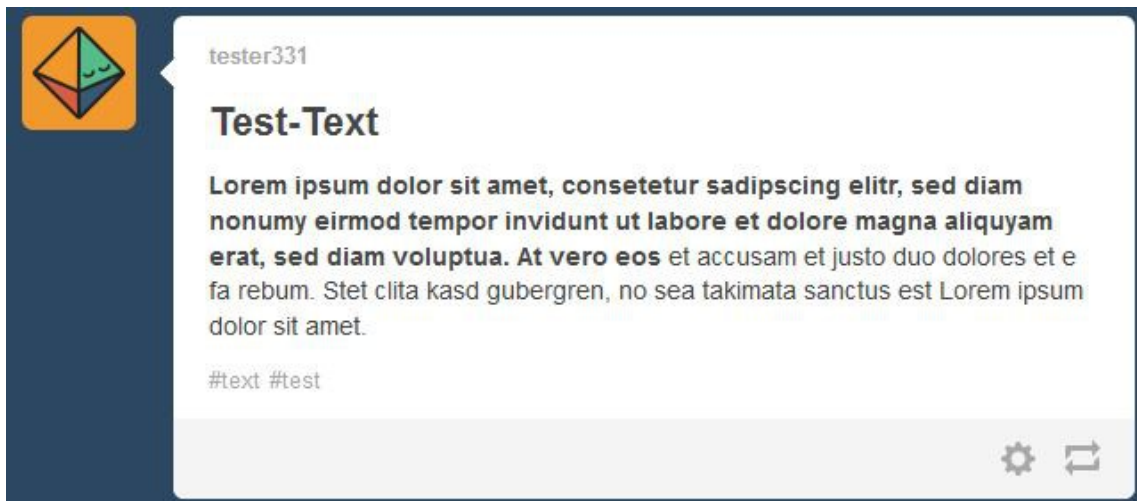 tester331
Test-Text
Lorem ipsum dolor sit amet, consetetur sadipscing elitr, sed diam
nonumy eirmod tempor invidunt ut labore et dolore magna aliquyam
erat, sed diam voluptua. At vero eos et accusam et justo duo dolores et e
fa rebum. Stet clita kasd gubergren, no sea takimata sanctus est Lorem ipsum
dolor sit amet.
#text #test